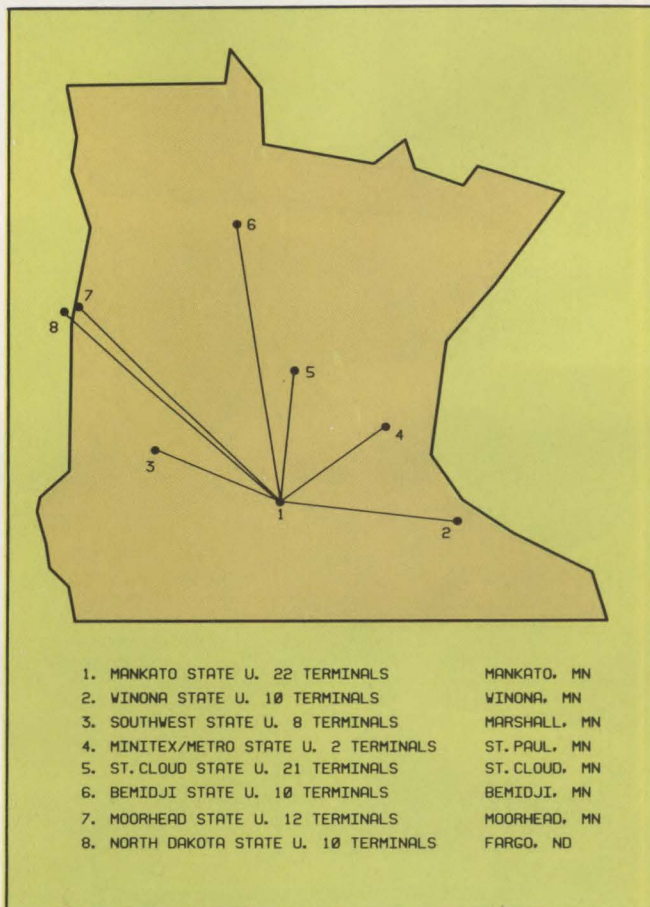 6
7
8
5
4
3
1
2
1. MANKATO STATE U. 22 TERMINALS MANKATO, MN
2. WINONA STATE U. 10 TERMINALS WINONA, MN
3. SOUTHWEST STATE U. 8 TERMINALS MARSHALL, MN
4. MINITEX/METRO STATE U. 2 TERMINALS ST.PAUL, MN
5. ST.CLOUD STATE U. 21 TERMINALS ST.CLOUD, MN
6. BEMIDJI STATE U. 10 TERMINALS BEMIDJI, MN
7. MOORHEAD STATE U. 12 TERMINALS MOORHEAD, MN
8. NORTH DAKOTA STATE U. 10 TERMINALS FARGO, ND